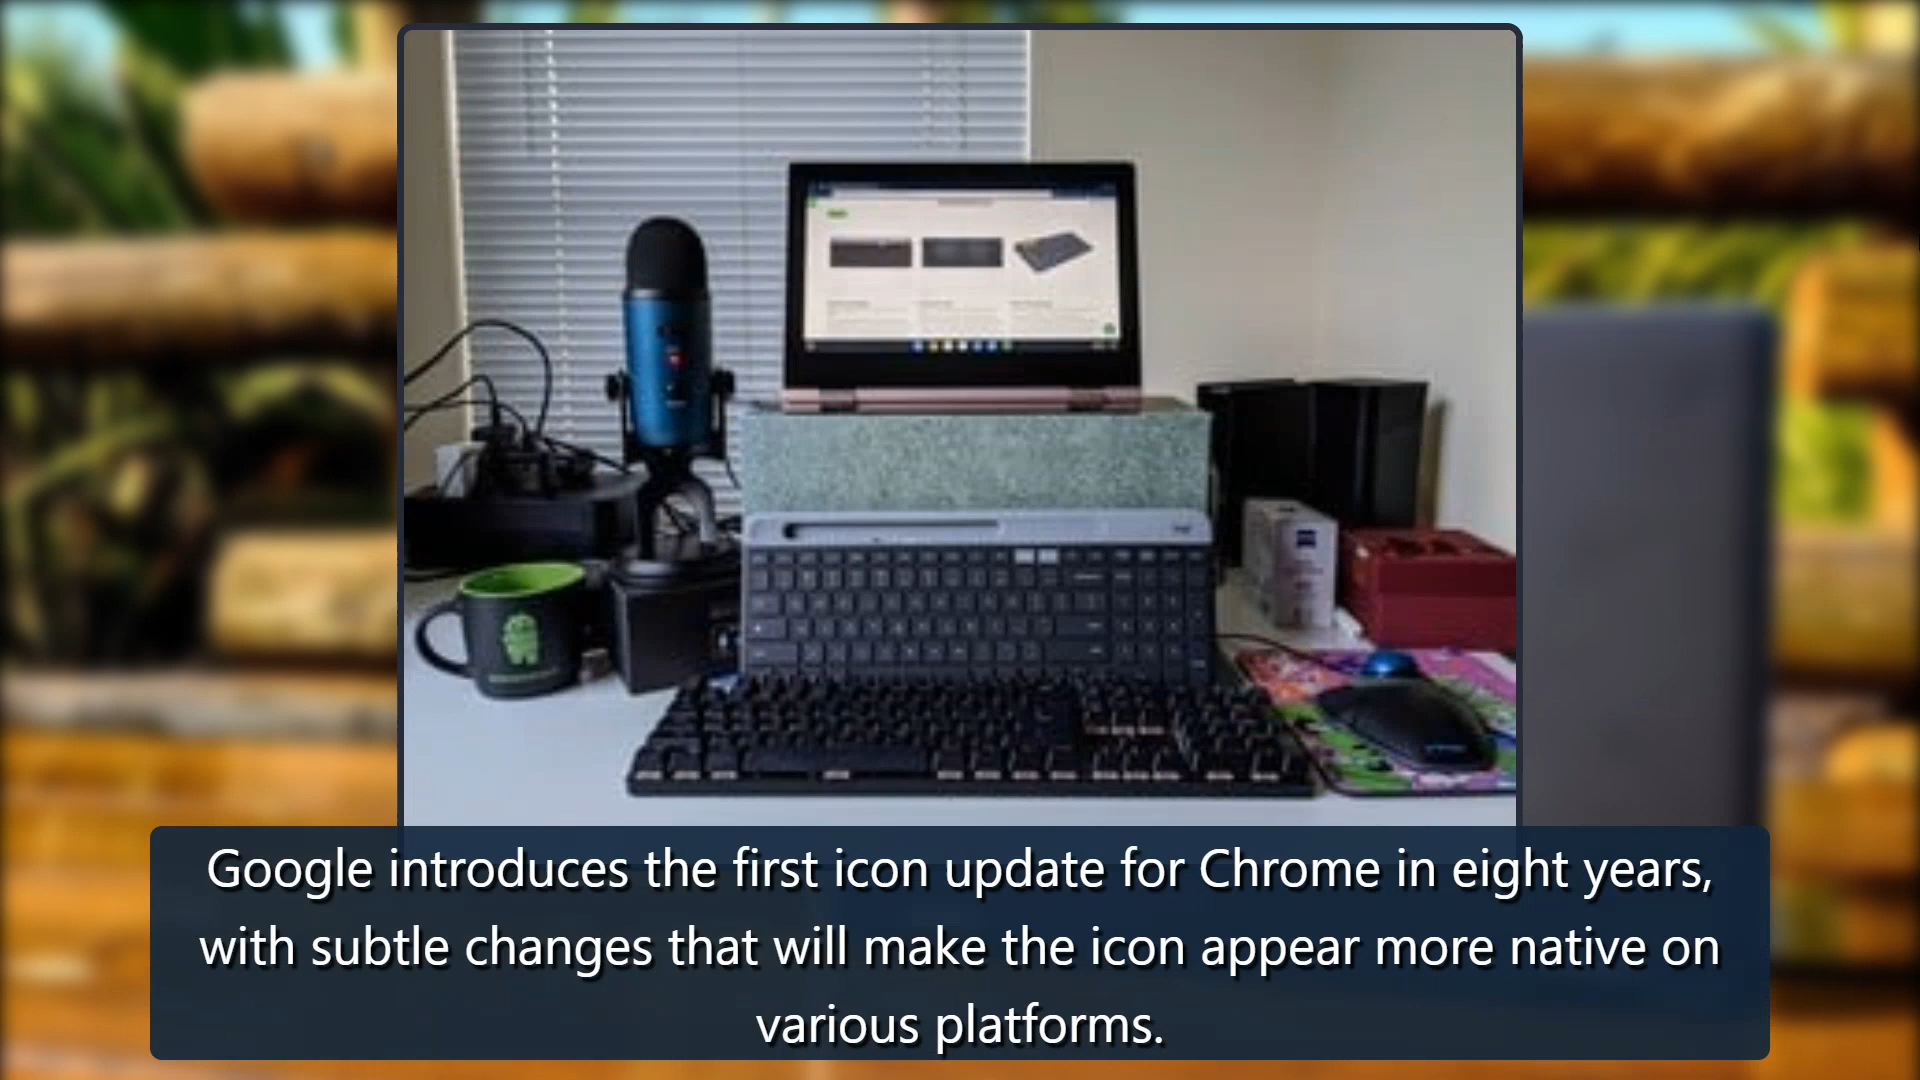 Google introduces the first icon update for Chrome in eight years,
with subtle changes that will make the icon appear more native on
various platforms.